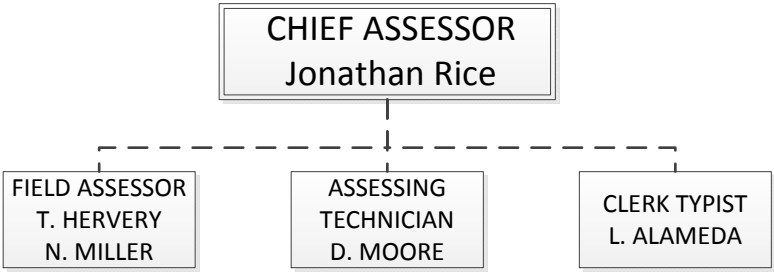 CHIEF ASSESSOR
Jonathan Rice
FIELD ASSESSOR
T. HERVERY
N. MILLER
ASSESSING
TECHNICIAN
D. MOORE
CLERK TYPIST
L. ALAMEDA